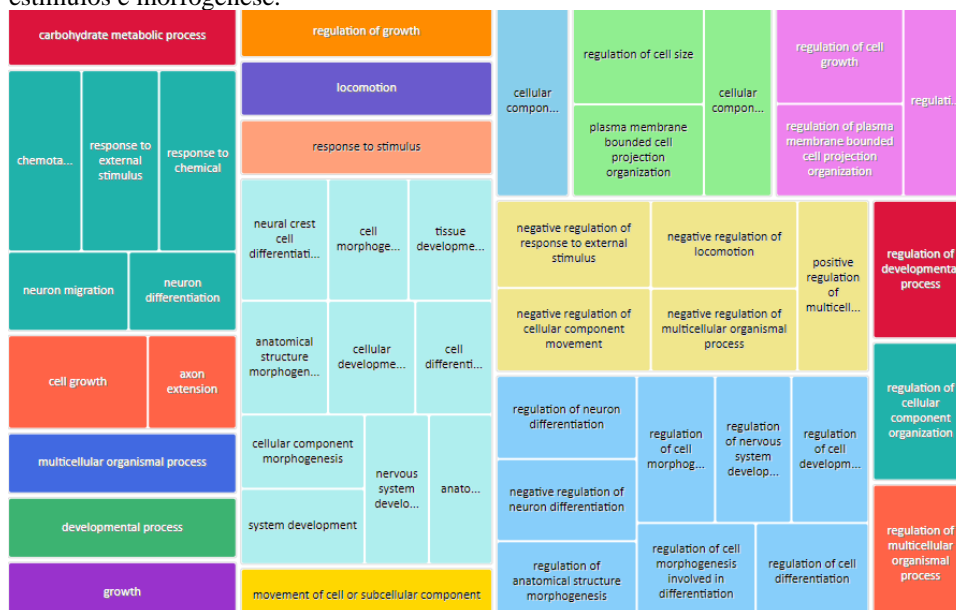 estímulos e morfogênese.
carbohydrate metabolic process
chemota...
response to
external
stimulus
response to
chemical
neuron migration
neuron
differentiation
cell growth
axon
extension
multicellular organismal process
developmental process
growth
regulation of growth
locomotion
response to stimulus
neural crest
cell
differentiati...
cell
morphoge...
tissue
developme...
anatomical
structure
morphogen...
cellular
developme...
cell
differenti...
cellular component
morphogenesis
system development
nervous
system
develo...
anato...
movement of cell or subcellular component
cellular
compon...
regulation of cell size
plasma membrane
bounded cell
projection
organization
cellular
compon...
regulation of cell
growth
regulation of plasma
membrane bounded
cell projection
organization
regulati...
negative regulation of
response to external
stimulus
negative regulation of
locomotion
positive
regulation
of
multicell...
negative regulation of
cellular component
movement
negative regulation of
multicellular organismal
process
regulation of neuron
differentiation
negative regulation of
neuron differentiation
regulation of
anatomical structure
morphogenesis
regulation
of cell
morphog...
regulation
of nervous
system
develop...
regulation
of cell
developm...
regulation of cell
morphogenesis
involved in
differentiation
regulation of cell
differentiation
regulation of
developmental
process
regulation of
cellular
component
organization
regulation of
multicellular
organismal
process